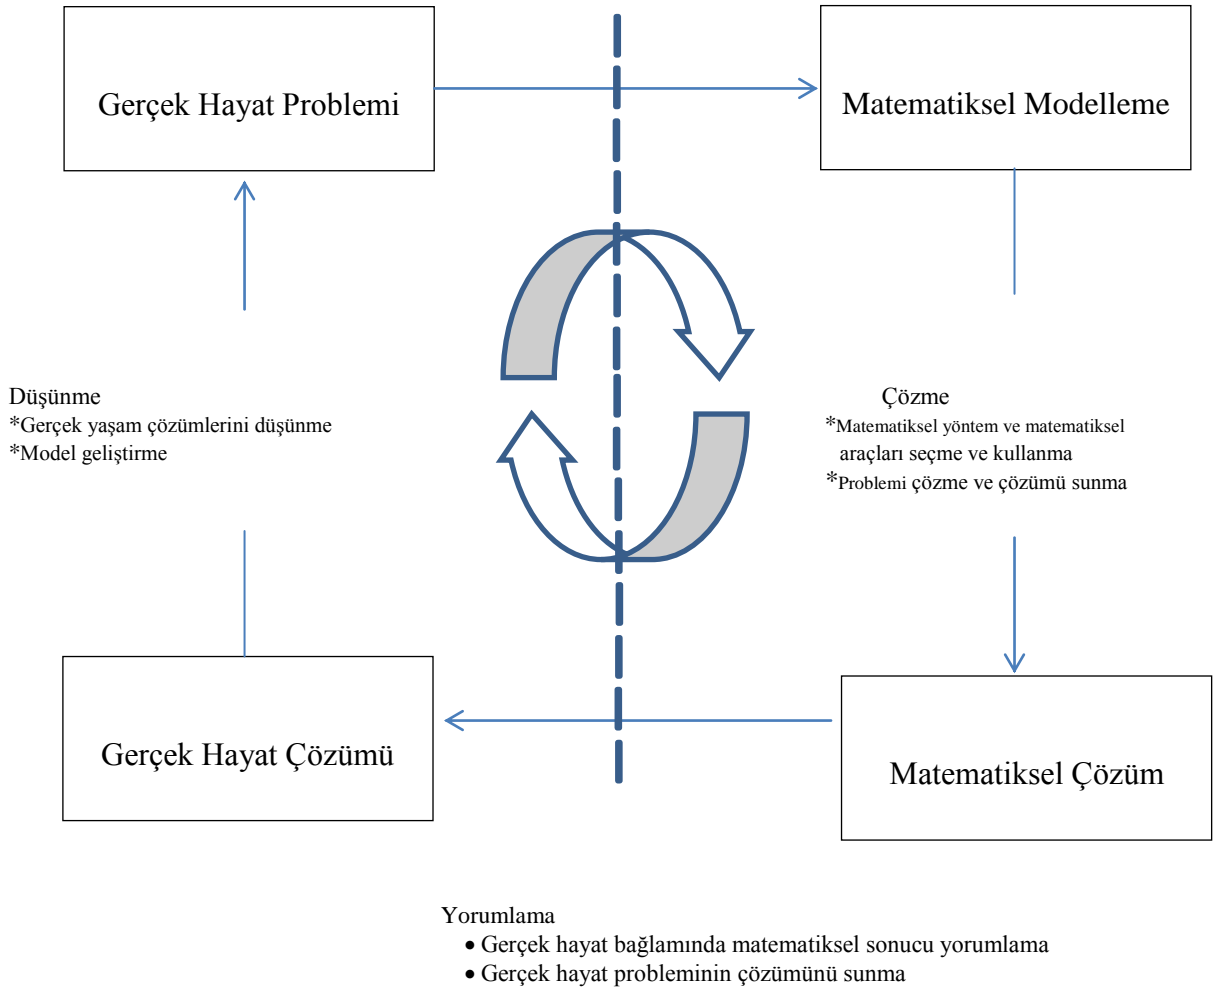 Gerçek Hayat Problemi
Matematiksel Modelleme
Düşünme
*Gerçek yaşam çözümlerini düşünme
*Model geliştirme
Çözme
*Matematiksel yöntem ve matematiksel
araçları seçme ve kullanma
*Problemi çözme ve çözümü sunma
Gerçek Hayat Çözümü
Matematiksel Çözüm
Yorumlama
• Gerçek hayat bağlamında matematiksel sonucu yorumlama
• Gerçek hayat probleminin çözümünü sunma